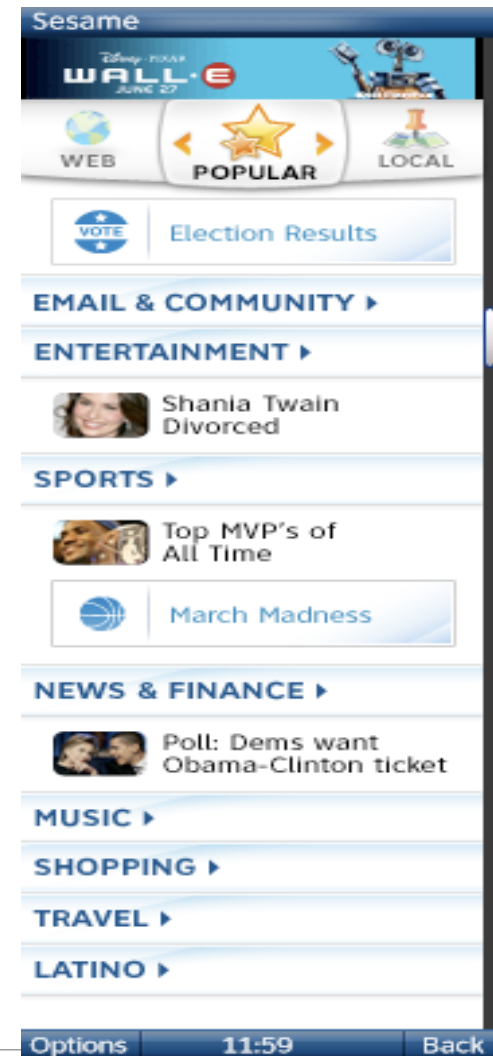 Sesame
Disney · PIXAR
WALL·E
JUNE 27
WEB
POPULAR
LOCAL
VOTE
Election Results
EMAIL & COMMUNITY
ENTERTAINMENT
Shania Twain
Divorced
SPORTS
Top MVP's of
All Time
March Madness
NEWS & FINANCE
Poll: Dems want
Obama-Clinton ticket
MUSIC
SHOPPING
TRAVEL
LATINO
Options 11:59 Back